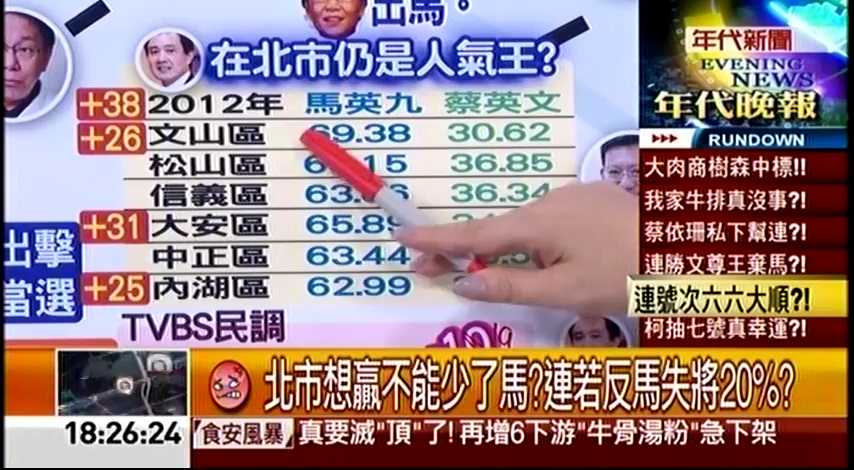 出馬。
在北市仍是人氣王?
+38 2012年 馬英九 蔡英文
+26 文山區 69.38 30.62
松山區 36.85
信義區 36.34
+31 大安區
中正區 63.44
+25 內湖區 62.99
TVBS民調
出擊
當選
年代新聞
EVENING NEWS
年代晚報
RUNDOWN
大肉商樹森中標!!
我家牛排真沒事?!
蔡依珊私下幫連?!
連勝文尊王棄馬?!
連號次六六大順?!
柯抽七號真幸運?!
北市想贏不能少了馬?連若反馬失將20%?
18:26:24
食安風暴
真要滅"頂"了!再增6下游"牛骨湯粉"急下架